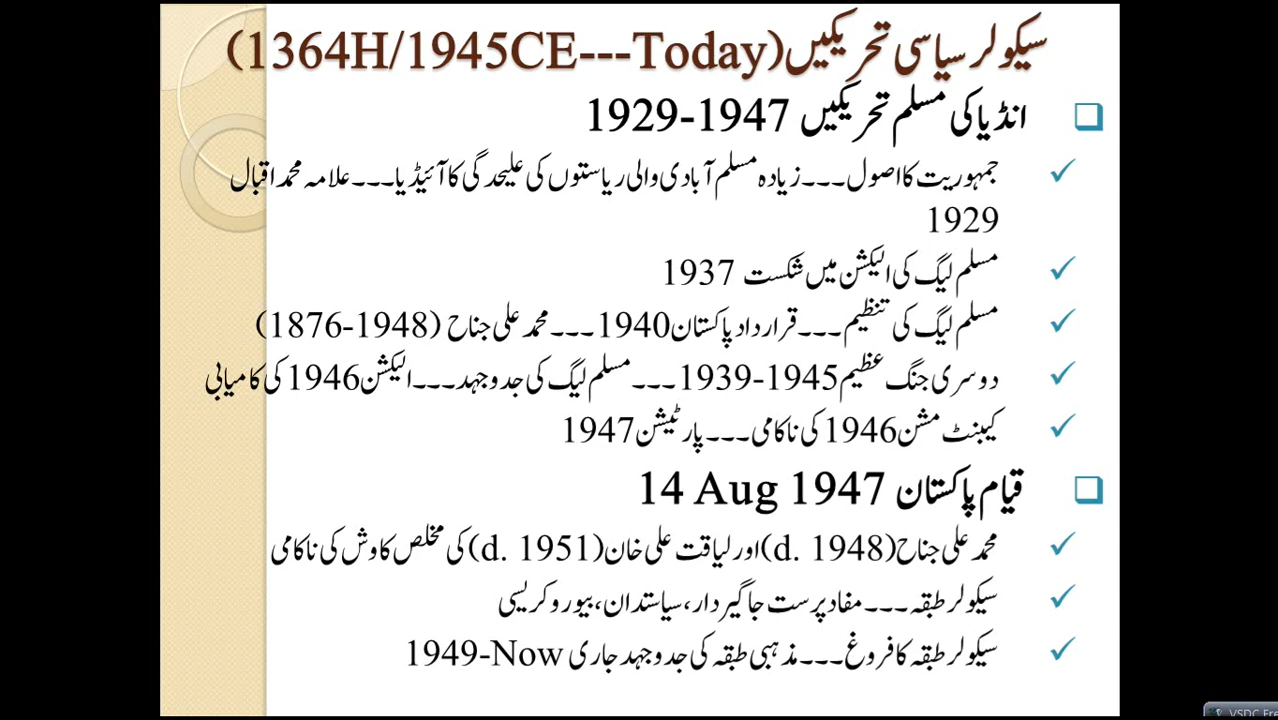 سیکولر سیاسی تحریکیں (1364H/1945CE---Today)
انڈیا کی مسلم تحریکیں 1929-1947
جمہوریت کا اصول۔۔۔زیادہ مسلم آبادی والی ریاستوں کی علیحدگی کا آئیڈیا۔۔۔علامہ محمد اقبال
1929
مسلم لیگ کی الیکشن میں شکست 1937
مسلم لیگ کی تنظیم۔۔۔قرارداد پاکستان 1940۔۔۔محمد علی جناح (1876-1948)
دوسری جنگ عظیم 1939-1945۔۔۔مسلم لیگ کی جدوجہد۔۔۔الیکشن 1946 کی کامیابی
کیبنٹ مشن 1946 کی ناکامی۔۔۔پارٹیشن 1947
قیام پاکستان 14 Aug 1947
محمد علی جناح (d. 1948) اور لیاقت علی خان (d. 1951) کی مخلص کاوش کی ناکامی
سیکولر طبقہ۔۔۔مفاد پرست جاگیردار، سیاستدان، بیوروکریسی
سیکولر طبقہ کا فروغ۔۔۔مذہبی طبقہ کی جدوجہد جاری 1949-Now
VSDC Fre